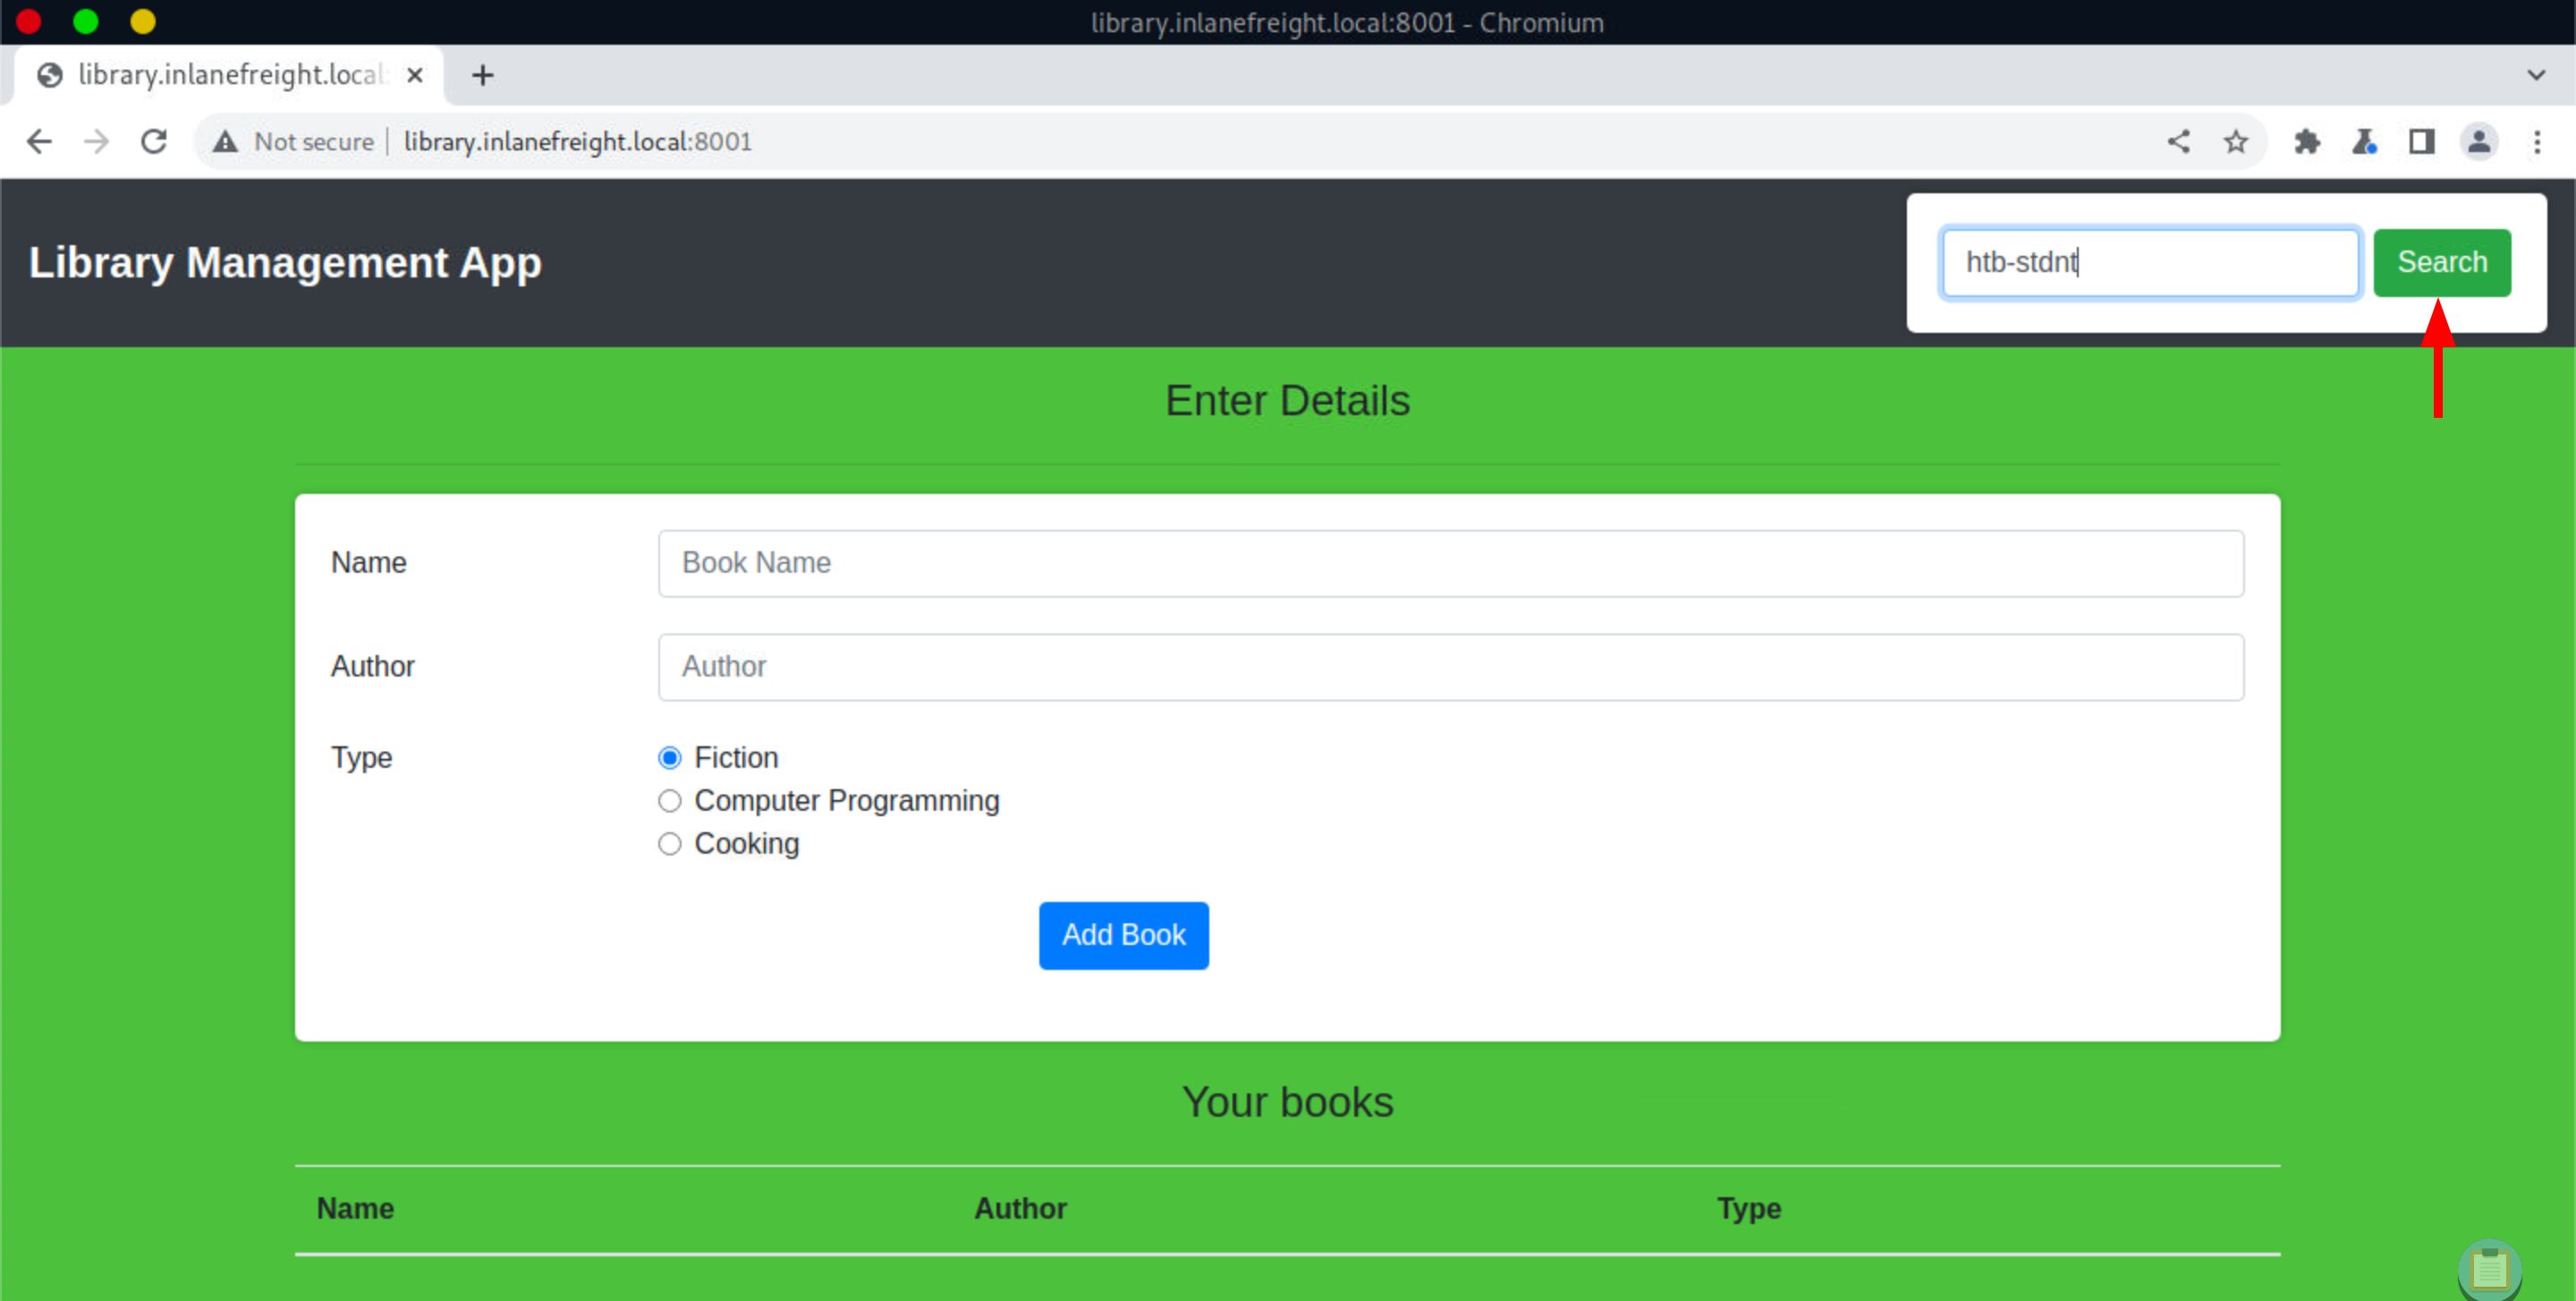 library.inlanefreight.local:8001 - Chromium
library.inlanefreight.local:
Not secure | library.inlanefreight.local:8001
Library Management App
htb-stdnt Search
Enter Details
Name Book Name
Author Author
Type Fiction
Computer Programming
Cooking
Add Book
Your books
Name Author Type